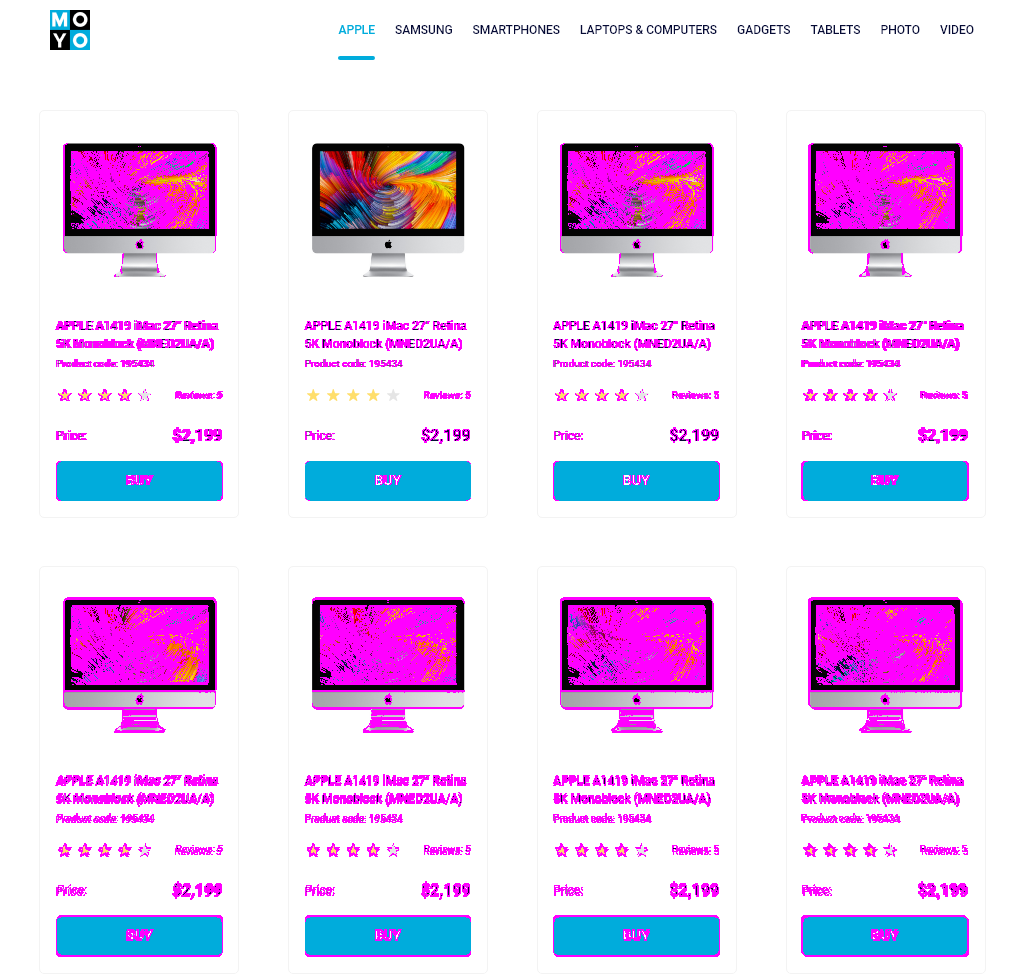 MO
YO
APPLE SAMSUNG SMARTPHONES LAPTOPS & COMPUTERS GADGETS TABLETS PHOTO VIDEO
APPLE A1419 iMac 27" Retina
5K Monoblock (MNED2UA/A)
Product code: 195434
Reviews: 5
Price: $2,199
BUY
APPLE A1419 iMac 27" Retina
5K Monoblock (MNED2UA/A)
Product code: 195434
Reviews: 5
Price: $2,199
BUY
APPLE A1419 iMac 27" Retina
5K Monoblock (MNED2UA/A)
Product code: 195434
Reviews: 5
Price: $2,199
BUY
APPLE A1419 iMac 27" Retina
5K Monoblock (MNED2UA/A)
Product code: 195434
Reviews: 5
Price: $2,199
BUY
APPLE A1419 iMac 27" Retina
5K Monoblock (MNED2UA/A)
Product code: 195434
Reviews: 5
Price: $2,199
BUY
APPLE A1419 iMac 27" Retina
5K Monoblock (MNED2UA/A)
Product code: 195434
Reviews: 5
Price: $2,199
BUY
APPLE A1419 iMac 27" Retina
5K Monoblock (MNED2UA/A)
Product code: 195434
Reviews: 5
Price: $2,199
BUY
APPLE A1419 iMac 27" Retina
5K Monoblock (MNED2UA/A)
Product code: 195434
Reviews: 5
Price: $2,199
BUY